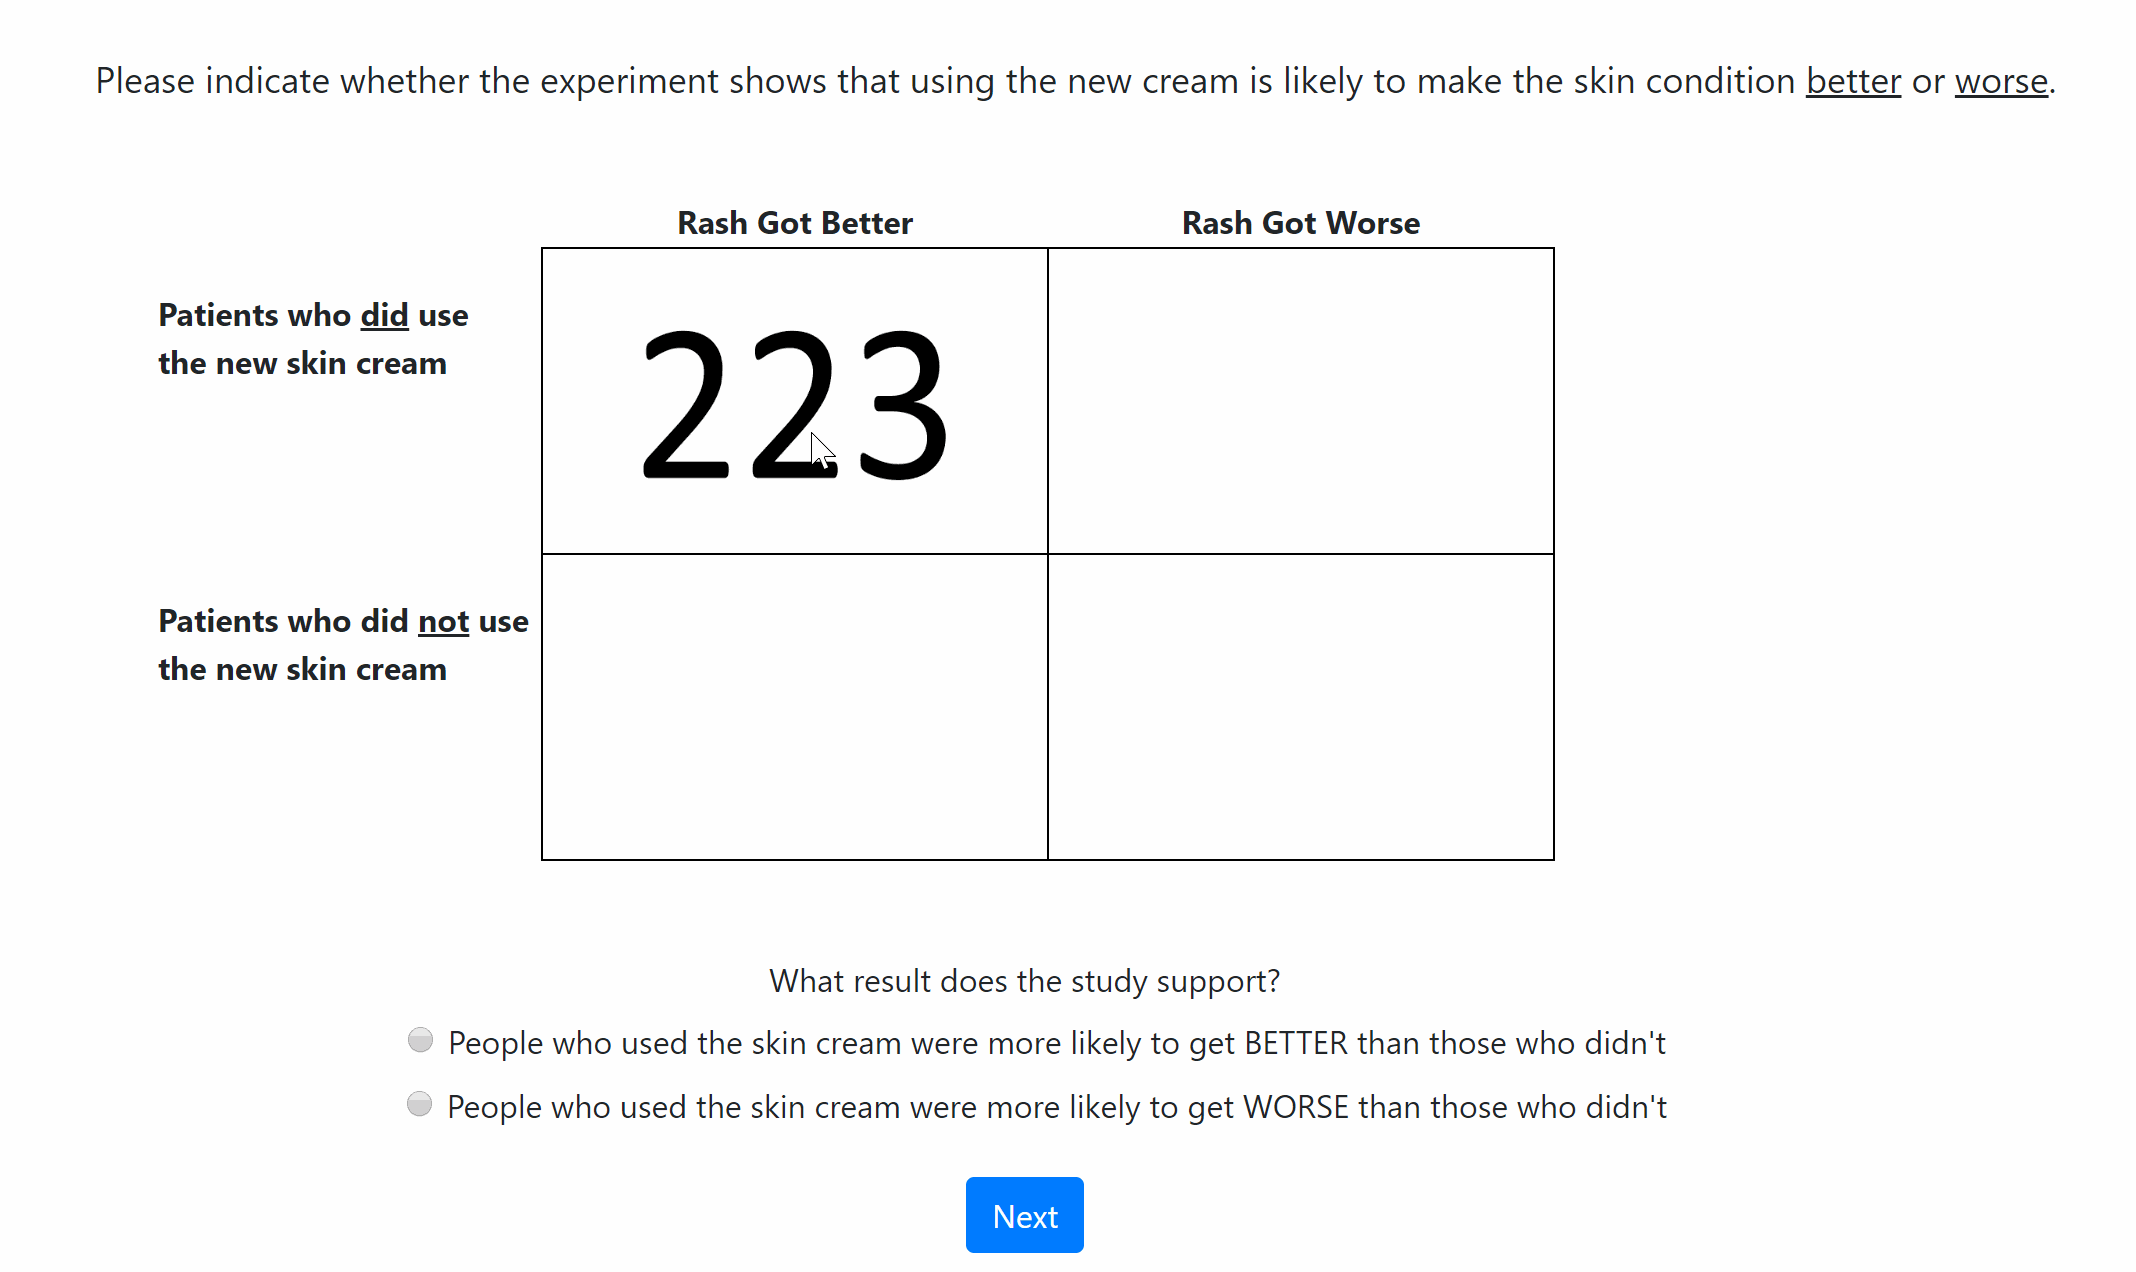 Please indicate whether the experiment shows that using the new cream is likely to make the skin condition better or worse.
Rash Got Better
Rash Got Worse
Patients who did use
the new skin cream
223
Patients who did not use
the new skin cream
What result does the study support?
People who used the skin cream were more likely to get BETTER than those who didn't
People who used the skin cream were more likely to get WORSE than those who didn't
Next